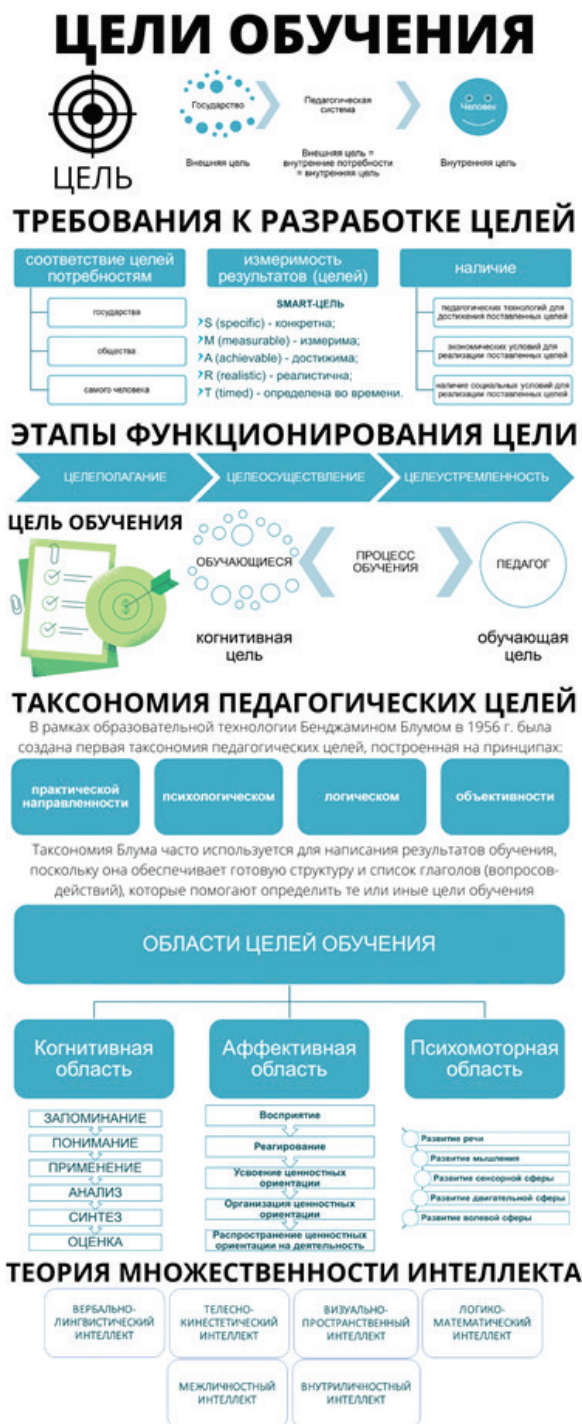 ЦЕЛИ ОБУЧЕНИЯ
ЦЕЛЬ
Государство
Внешняя цель
Педагогическая
система
Внешняя цель =
внутренние потребности
= внутренняя цель
Человек
Внутренняя цель
ТРЕБОВАНИЯ К РАЗРАБОТКЕ ЦЕЛЕЙ
соответствие целей
потребностям
государства
общества
самого человека
измеримость
результатов (целей)
SMART-ЦЕЛЬ
S (specific) - конкретна;
M (measurable) - измерима;
A (achievable) - достижима;
R (realistic) - реалистична;
T (timed) - определена во времени.
наличие
педагогических технологий для
достижения поставленных целей
экономических условий для
реализации поставленных целей
наличие социальных условий для
реализации поставленных целей
ЭТАПЫ ФУНКЦИОНИРОВАНИЯ ЦЕЛИ
ЦЕЛЕПОЛАГАНИЕ
ЦЕЛЕОСУЩЕСТВЛЕНИЕ
ЦЕЛЕУСТРЕМЛЕННОСТЬ
ЦЕЛЬ ОБУЧЕНИЯ
ОБУЧАЮЩИЕСЯ
когнитивная
цель
ПРОЦЕСС
ОБУЧЕНИЯ
ПЕДАГОГ
обучающая
цель
ТАКСОНОМИЯ ПЕДАГОГИЧЕСКИХ ЦЕЛЕЙ
В рамках образовательной технологии Бенджамином Блумом в 1956 г. была
создана первая таксономия педагогических целей, построенная на принципах:
практической
направленности
психологическом
логическом
объективности
Таксономия Блума часто используется для написания результатов обучения,
поскольку она обеспечивает готовую структуру и список глаголов (вопросов-
действий), которые помогают определить те или иные цели обучения
ОБЛАСТИ ЦЕЛЕЙ ОБУЧЕНИЯ
Когнитивная
область
ЗАПОМИНАНИЕ
ПОНИМАНИЕ
ПРИМЕНЕНИЕ
АНАЛИЗ
СИНТЕЗ
ОЦЕНКА
Аффективная
область
Восприятие
Реагирование
Усвоение ценностных
ориентации
Организация ценностных
ориентации
Распространение ценностных
ориентации на деятельность
Психомоторная
область
Развитие речи
Развитие мышления
Развитие сенсорной сферы
Развитие двигательной сферы
Развитие волевой сферы
ТЕОРИЯ МНОЖЕСТВЕННОСТИ ИНТЕЛЛЕКТА
ВЕРБАЛЬНО-
ЛИНГВИСТИЧЕСКИЙ
ИНТЕЛЛЕКТ
ТЕЛЕСНО-
КИНЕСТЕТИЧЕСКИЙ
ИНТЕЛЛЕКТ
ВИЗУАЛЬНО-
ПРОСТРАНСТВЕННЫЙ
ИНТЕЛЛЕКТ
ЛОГИКО-
МАТЕМАТИЧЕСКИЙ
ИНТЕЛЛЕКТ
МЕЖЛИЧНОСТНЫЙ
ИНТЕЛЛЕКТ
ВНУТРИЛИЧНОСТНЫЙ
ИНТЕЛЛЕКТ